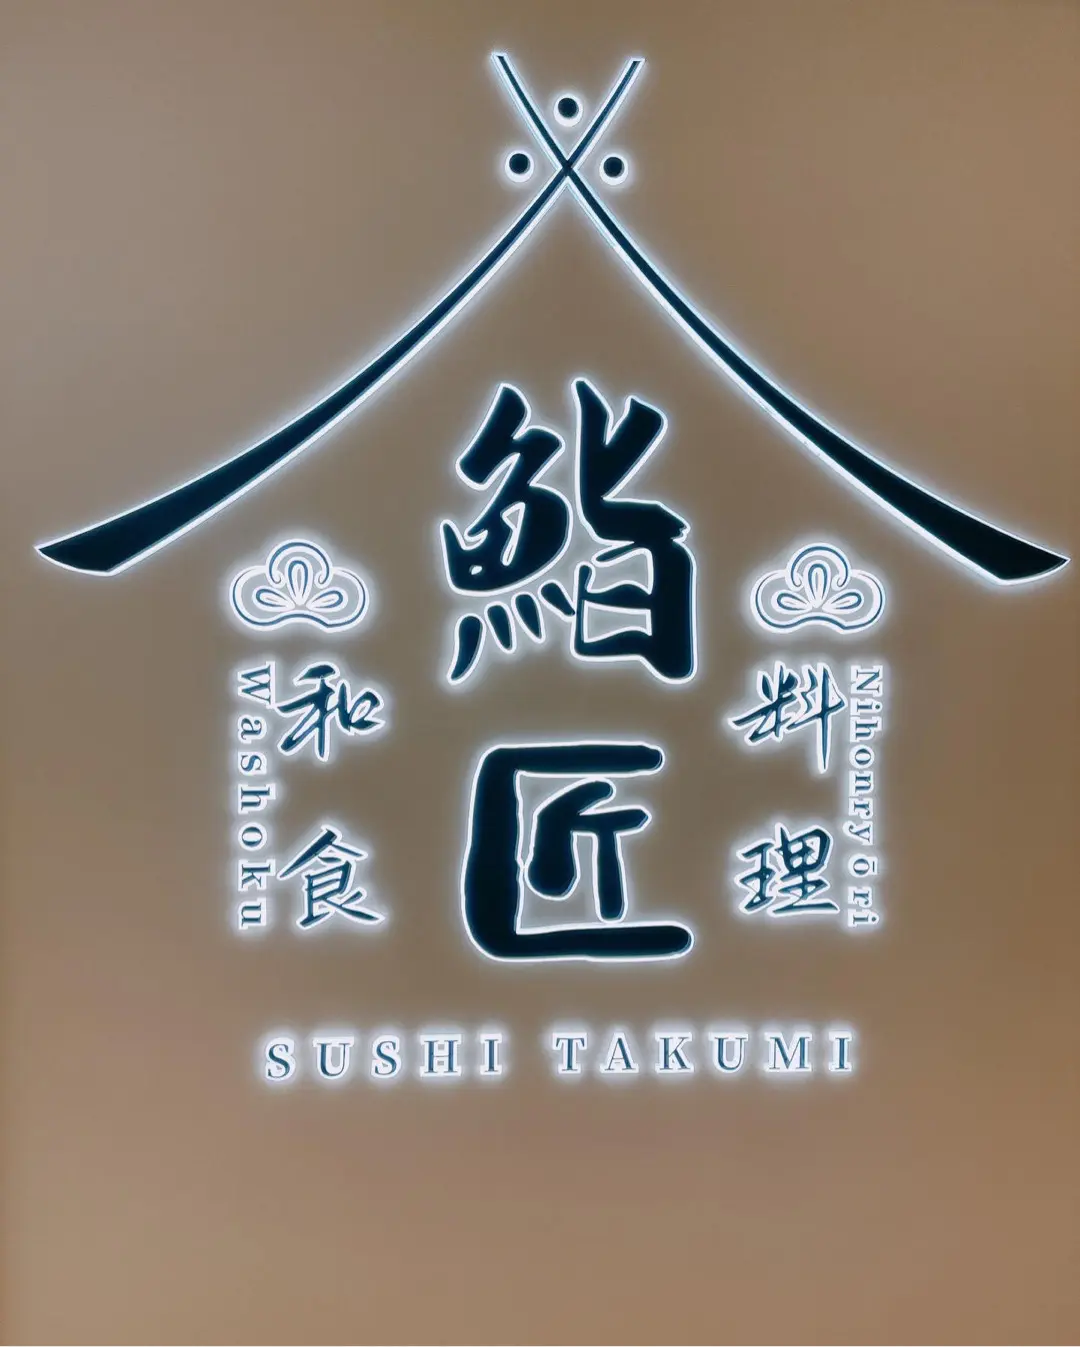 鮨匠
和食
Washoku
料理
Nihonryōri
SUSHI TAKUMI